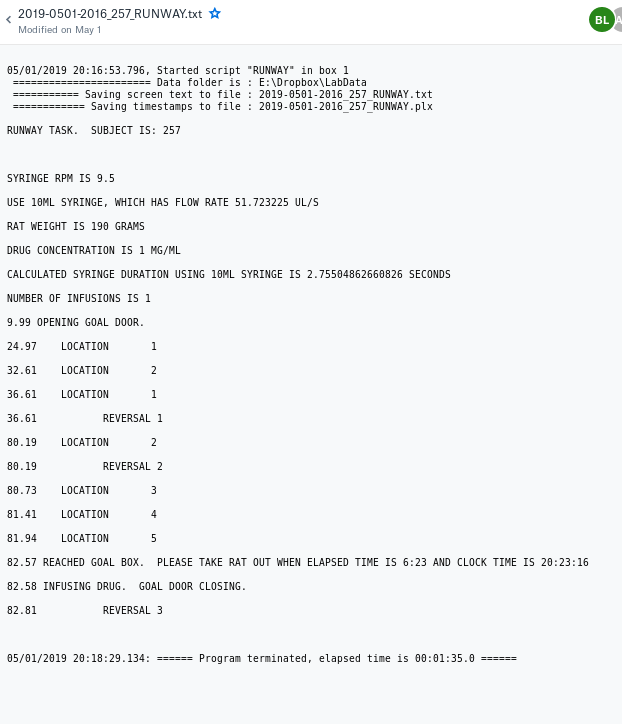 2019-0501-2016_257_RUNWAY.txt
BL
A
Modified on May 1
05/01/2019 20:16:53.796, Started script "RUNWAY" in box 1
======================= Data folder is : E:\Dropbox\LabData
=========== Saving screen text to file : 2019-0501-2016_257_RUNWAY.txt
============ Saving timestamps to file : 2019-0501-2016_257_RUNWAY.plx
RUNWAY TASK.  SUBJECT IS: 257
SYRINGE RPM IS 9.5
USE 10ML SYRINGE, WHICH HAS FLOW RATE 51.723225 UL/S
RAT WEIGHT IS 190 GRAMS
DRUG CONCENTRATION IS 1 MG/ML
CALCULATED SYRINGE DURATION USING 10ML SYRINGE IS 2.75504862660826 SECONDS
NUMBER OF INFUSIONS IS 1
9.99 OPENING GOAL DOOR.
24.97    LOCATION       1
32.61    LOCATION       2
36.61    LOCATION       1
36.61           REVERSAL 1
80.19    LOCATION       2
80.19           REVERSAL 2
80.73    LOCATION       3
81.41    LOCATION       4
81.94    LOCATION       5
82.57 REACHED GOAL BOX.  PLEASE TAKE RAT OUT WHEN ELAPSED TIME IS 6:23 AND CLOCK TIME IS 20:23:16
82.58 INFUSING DRUG.  GOAL DOOR CLOSING.
82.81           REVERSAL 3
05/01/2019 20:18:29.134: ====== Program terminated, elapsed time is 00:01:35.0 ======